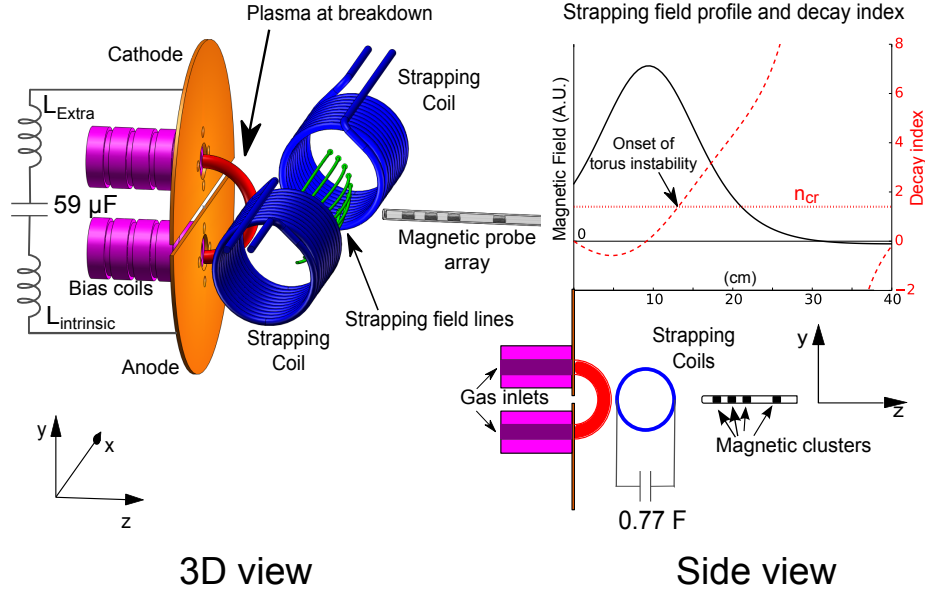 Plasma at breakdown
Cathode
Strapping
Coil
L_Extra
59 µF
Bias coils
L_intrinsic
Anode
Magnetic probe
array
Strapping field lines
Strapping
Coil
y
x
z
3D view
Strapping field profile and decay index
Magnetic Field (A.U.)
Decay index
8
6
4
2
0
−2
0
Onset of
torus instability
n_cr
(cm)
0
10
20
30
40
Strapping
Coils
y
z
Gas inlets
Magnetic clusters
0.77 F
Side view